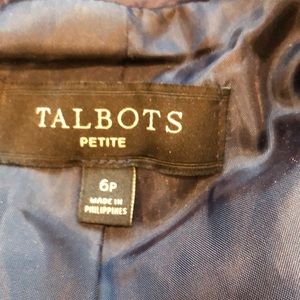 TALBOTS
PETITE
6P
MADE IN
PHILIPPINES